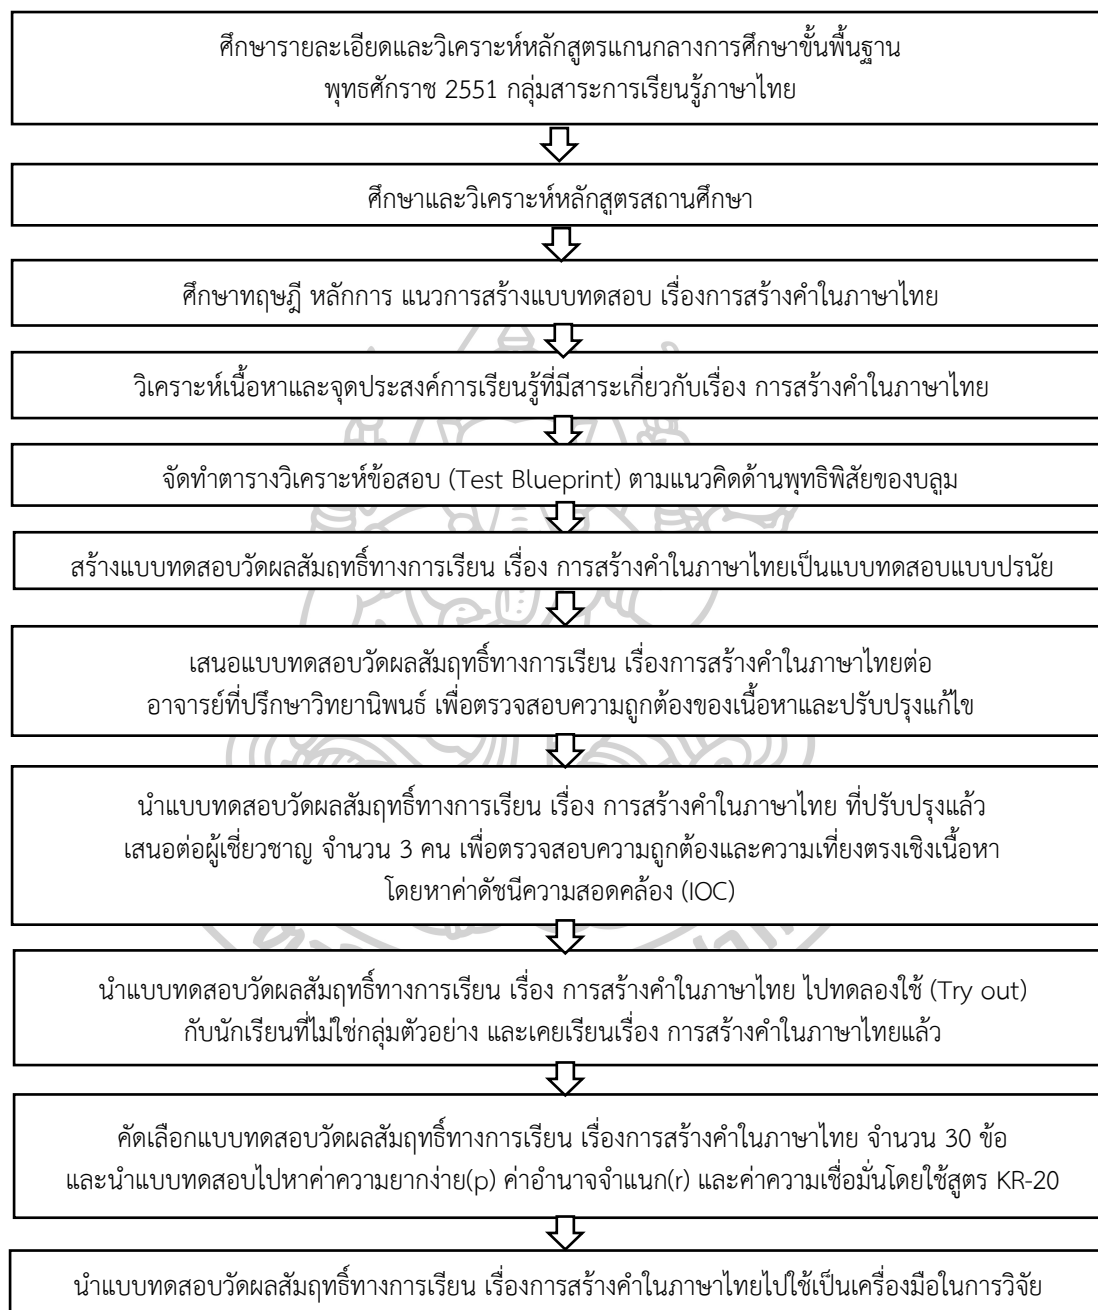 ศึกษารายละเอียดและวิเคราะห์หลักสูตรแกนกลางการศึกษาขั้นพื้นฐาน
พุทธศักราช 2551 กลุ่มสาระการเรียนรู้ภาษาไทย
ศึกษาและวิเคราะห์หลักสูตรสถานศึกษา
ศึกษาทฤษฎี หลักการ แนวการสร้างแบบทดสอบ เรื่องการสร้างคำในภาษาไทย
วิเคราะห์เนื้อหาและจุดประสงค์การเรียนรู้ที่มีสาระเกี่ยวกับเรื่อง การสร้างคำในภาษาไทย
จัดทำตารางวิเคราะห์ข้อสอบ (Test Blueprint) ตามแนวคิดด้านพุทธิพิสัยของบลูม
สร้างแบบทดสอบวัดผลสัมฤทธิ์ทางการเรียน เรื่อง การสร้างคำในภาษาไทยเป็นแบบทดสอบแบบปรนัย
เสนอแบบทดสอบวัดผลสัมฤทธิ์ทางการเรียน เรื่องการสร้างคำในภาษาไทยต่อ
อาจารย์ที่ปรึกษาวิทยานิพนธ์ เพื่อตรวจสอบความถูกต้องของเนื้อหาและปรับปรุงแก้ไข
นำแบบทดสอบวัดผลสัมฤทธิ์ทางการเรียน เรื่อง การสร้างคำในภาษาไทย ที่ปรับปรุงแล้ว
เสนอต่อผู้เชี่ยวชาญ จำนวน 3 คน เพื่อตรวจสอบความถูกต้องและความเที่ยงตรงเชิงเนื้อหา
โดยหาค่าดัชนีความสอดคล้อง (IOC)
นำแบบทดสอบวัดผลสัมฤทธิ์ทางการเรียน เรื่อง การสร้างคำในภาษาไทย ไปทดลองใช้ (Try out)
กับนักเรียนที่ไม่ใช่กลุ่มตัวอย่าง และเคยเรียนเรื่อง การสร้างคำในภาษาไทยแล้ว
คัดเลือกแบบทดสอบวัดผลสัมฤทธิ์ทางการเรียน เรื่องการสร้างคำในภาษาไทย จำนวน 30 ข้อ
และนำแบบทดสอบไปหาค่าความยากง่าย(p) ค่าอำนาจจำแนก(r) และค่าความเชื่อมั่นโดยใช้สูตร KR-20
นำแบบทดสอบวัดผลสัมฤทธิ์ทางการเรียน เรื่องการสร้างคำในภาษาไทยไปใช้เป็นเครื่องมือในการวิจัย